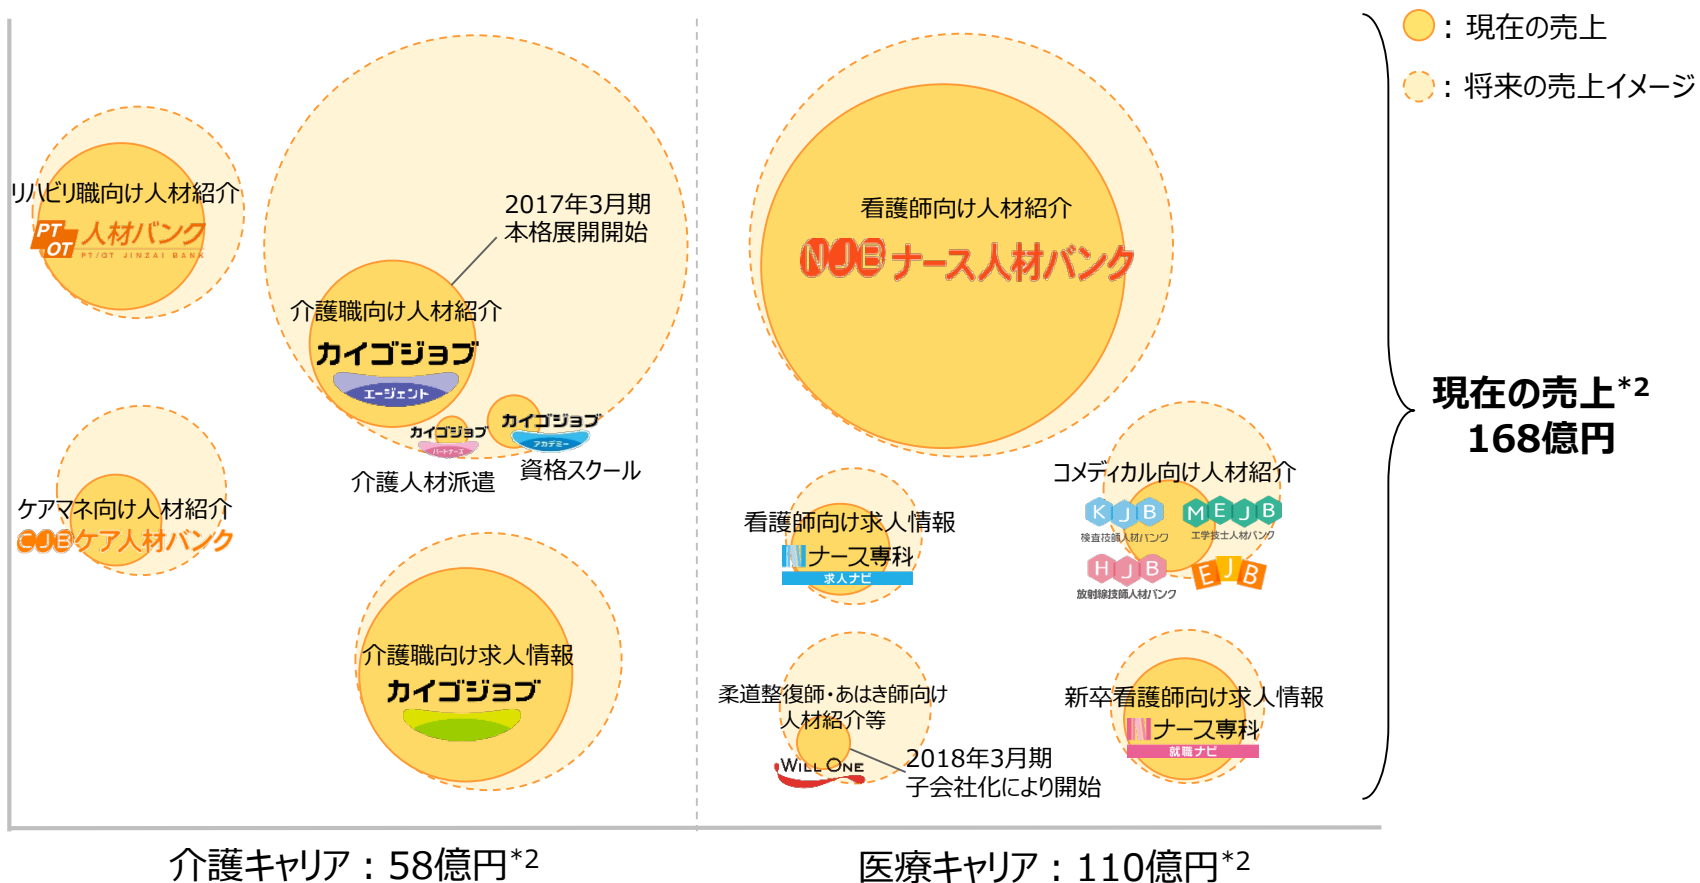 ：現在の売上
：将来の売上イメージ
リハビリ職向け人材紹介
PT
OT
人材バンク
PT/OT JINZAI BANK
2017年3月期
本格展開開始
介護職向け人材紹介
カイゴジョブ
エージェント
カイゴジョブ
パートナーズ
介護人材派遣
カイゴジョブ
アカデミー
資格スクール
ケアマネ向け人材紹介
CJBケア人材バンク
介護職向け求人情報
カイゴジョブ
看護師向け人材紹介
NJBナース人材バンク
看護師向け求人情報
ナース専科
求人ナビ
コメディカル向け人材紹介
KJB
検査技師人材バンク
MEJB
工学技士人材バンク
HJB
放射線技師人材バンク
EJB
柔道整復師・あはき師向け
人材紹介等
WILL ONE
2018年3月期
子会社化により開始
新卒看護師向け求人情報
ナース専科
就職ナビ
現在の売上*2
168億円
介護キャリア：58億円*2
医療キャリア：110億円*2